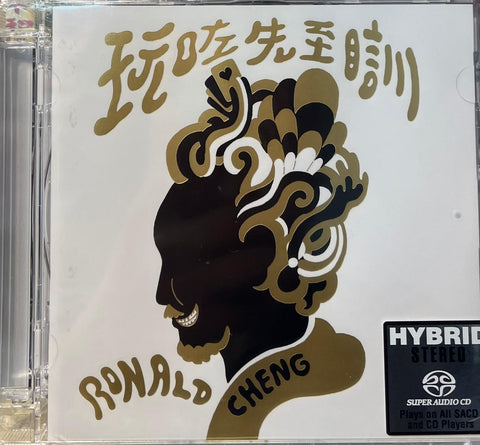 玩咗先至瞓
RONALD
CHENG
HYBRID
STEREO
SUPER AUDIO CD
Plays on All SACD
and CD Players